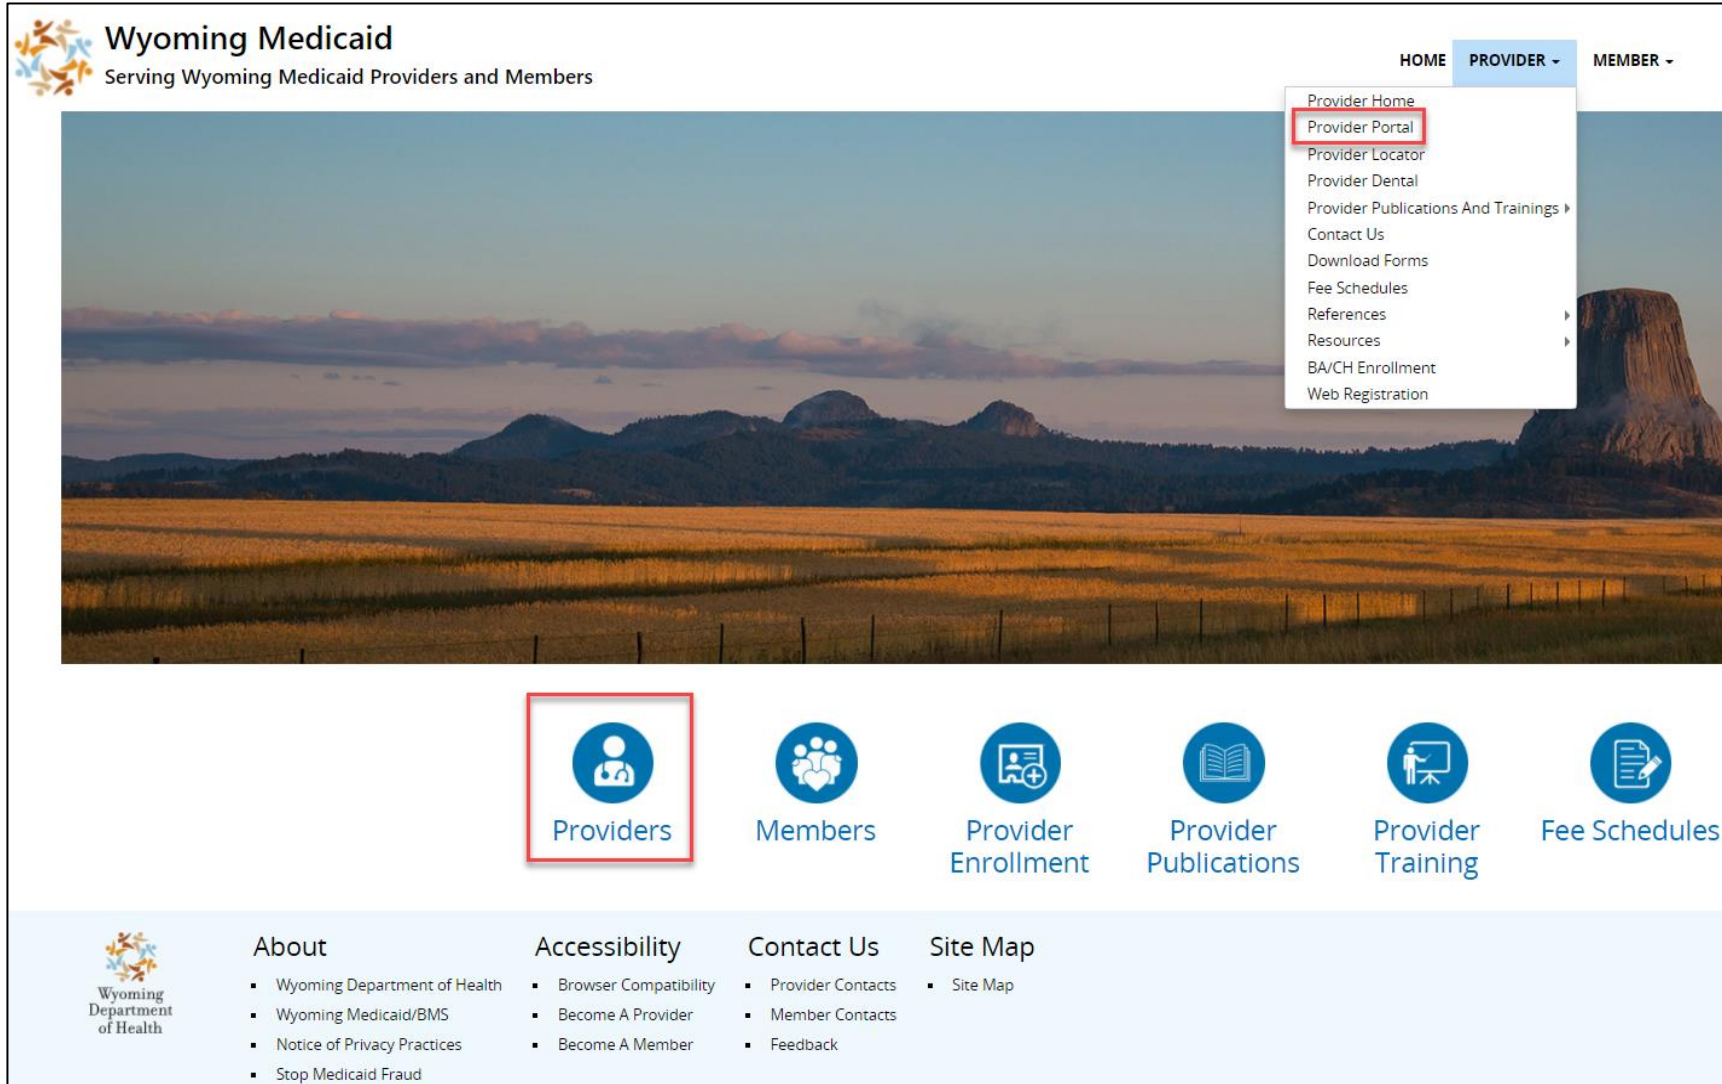 Wyoming Medicaid
Serving Wyoming Medicaid Providers and Members
HOME PROVIDER MEMBER
Provider Home
Provider Portal
Provider Locator
Provider Dental
Provider Publications And Trainings
Contact Us
Download Forms
Fee Schedules
References
Resources
BA/CH Enrollment
Web Registration
Providers
Members
Provider
Enrollment
Provider
Publications
Provider
Training
Fee Schedules
Wyoming
Department
of Health
About
Wyoming Department of Health
Wyoming Medicaid/BMS
Notice of Privacy Practices
Stop Medicaid Fraud
Accessibility
Browser Compatibility
Become A Provider
Become A Member
Contact Us
Provider Contacts
Member Contacts
Feedback
Site Map
Site Map